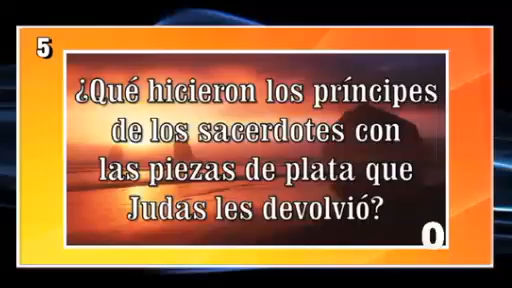 5
¿Qué hicieron los príncipes
de los sacerdotes con
las piezas de plata que
Judas les devolvió?
0